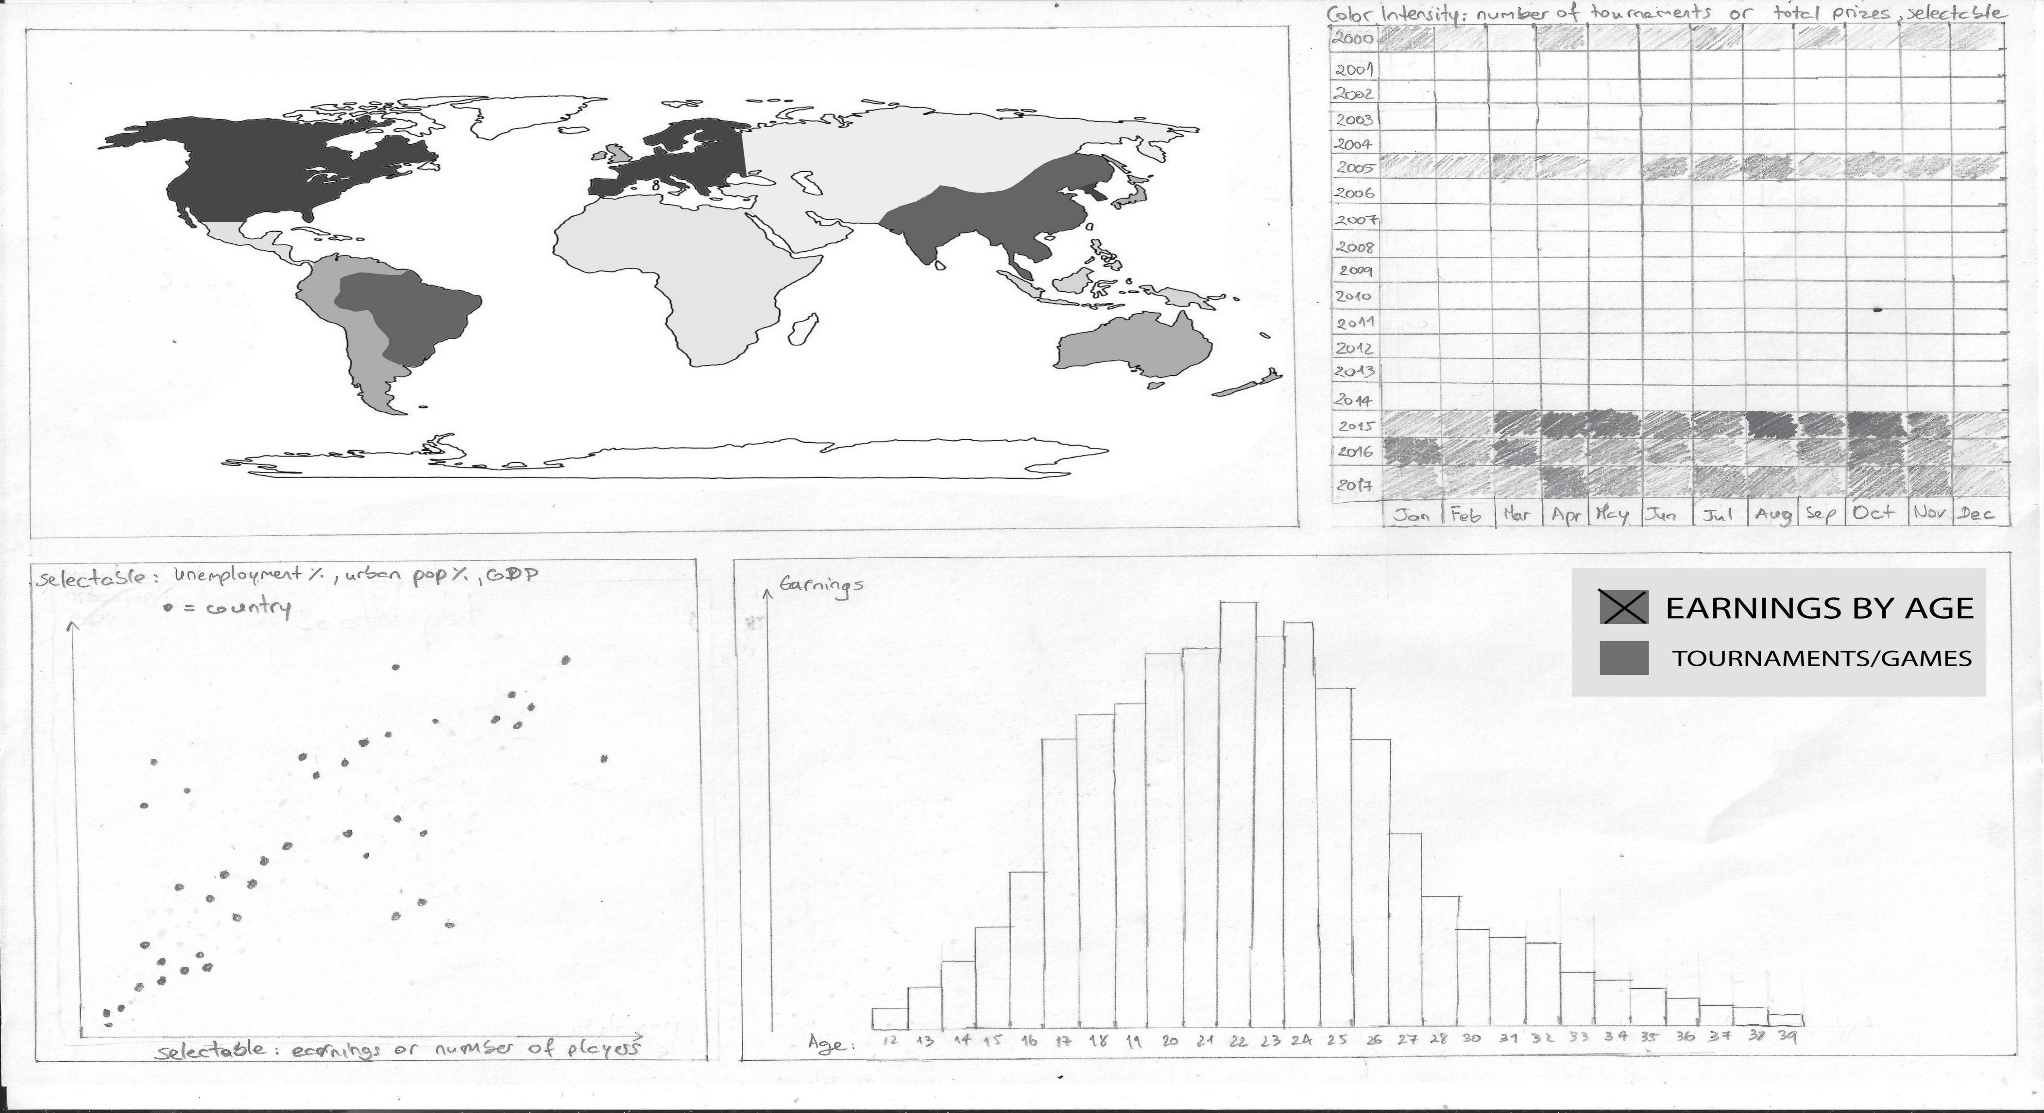 Color Intensity: number of tournaments or total prizes, selectable
2000
2001
2002
2003
2004
2005
2006
2007
2008
2009
2010
2011
2012
2013
2014
2015
2016
2017
Jan Feb Mar Apr May Jun Jul Aug Sep Oct Nov Dec
selectable: Unemployment %, urban pop %, GDP
• = country
selectable: earnings or number of players
Earnings
EARNINGS BY AGE
TOURNAMENTS/GAMES
Age: 12 13 14 15 16 17 18 19 20 21 22 23 24 25 26 27 28 30 31 32 33 34 35 36 37 38 39